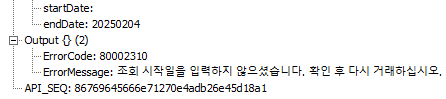 startDate:
endDate: 20250204
Output {} (2)
ErrorCode: 80002310
ErrorMessage: 조회 시작일을 입력하지 않으셨습니다. 확인 후 다시 거래하십시오.
API_SEQ: 86769645666e71270e4adb26e45d18a1